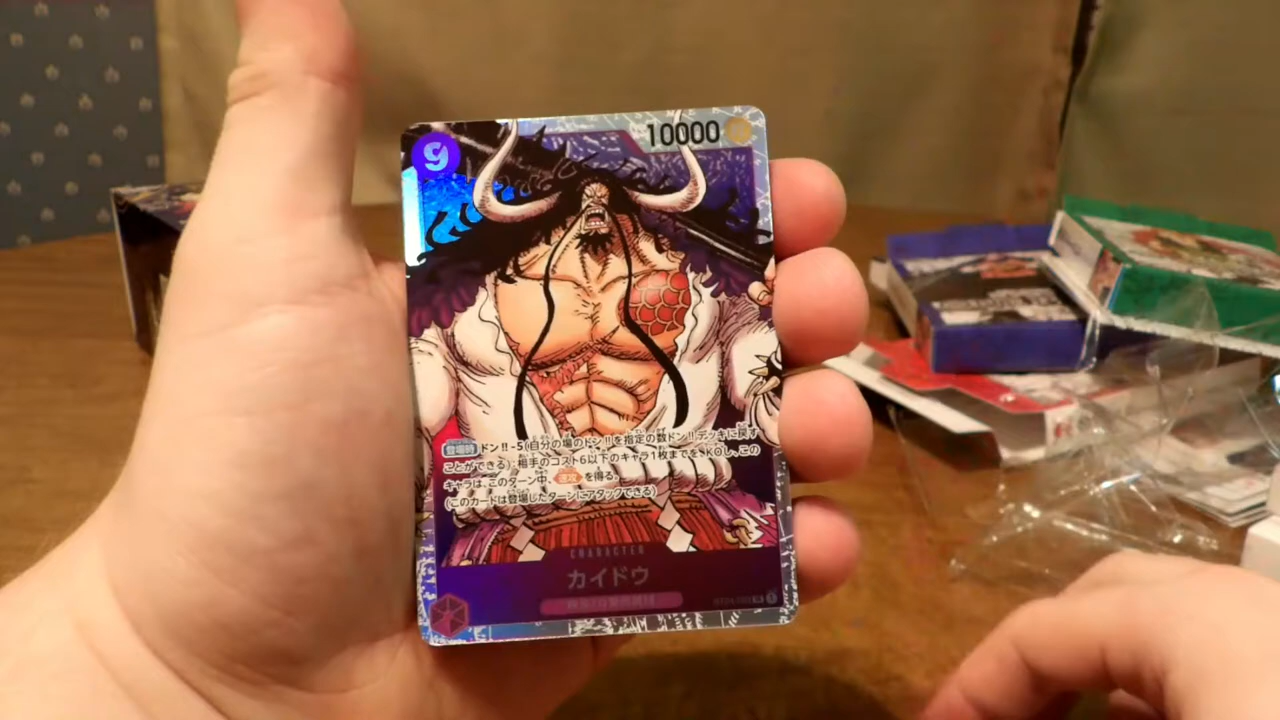 9
10000
登場時 ドン!!-5(自分の場のドン!!を指定の数ドン!!デッキに戻す
ことができる):相手のコスト6以下のキャラ1枚までを、KOし、この
キャラは、このターン中、速攻を得る。
(このカードは登場したターンにアタックできる)
CHARACTER
カイドウ